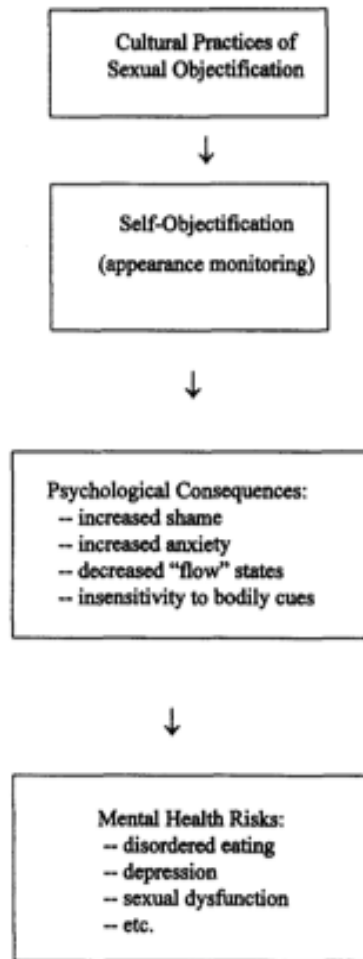 Cultural Practices of
Sexual Objectification
↓
Self-Objectification
(appearance monitoring)
↓
Psychological Consequences:
-- increased shame
-- increased anxiety
-- decreased “flow” states
-- insensitivity to bodily cues
↓
Mental Health Risks:
-- disordered eating
-- depression
-- sexual dysfunction
-- etc.